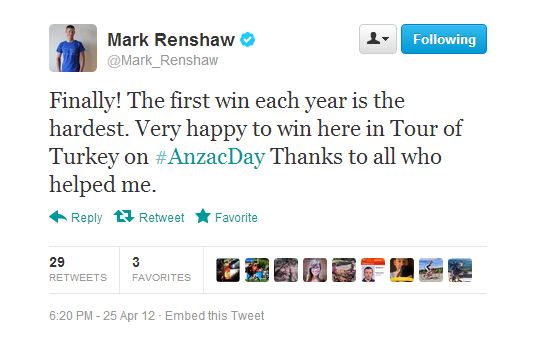 Mark Renshaw
@Mark_Renshaw
Following
Finally! The first win each year is the
hardest. Very happy to win here in Tour of
Turkey on #AnzacDay Thanks to all who
helped me.
Reply Retweet Favorite
29 3
RETWEETS FAVORITES
6:20 PM - 25 Apr 12 · Embed this Tweet